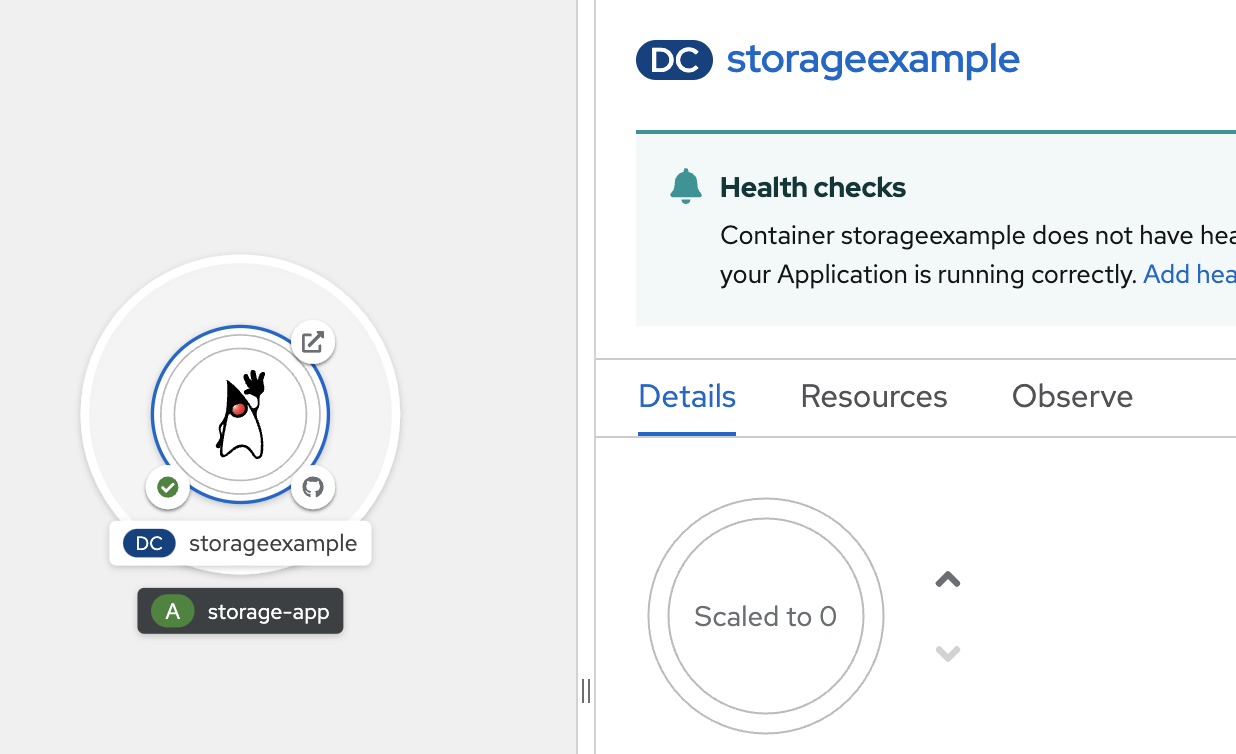 DC storageexample
Health checks
Container storageexample does not have hea
your Application is running correctly. Add hea
Details Resources Observe
Scaled to 0
DC storageexample
A storage-app